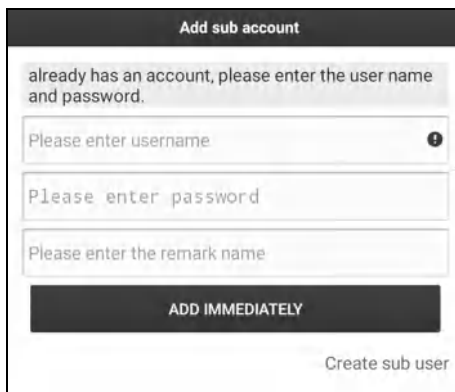 Add sub account
already has an account, please enter the user name
and password.
Please enter username
Please enter password
Please enter the remark name
ADD IMMEDIATELY
Create sub user